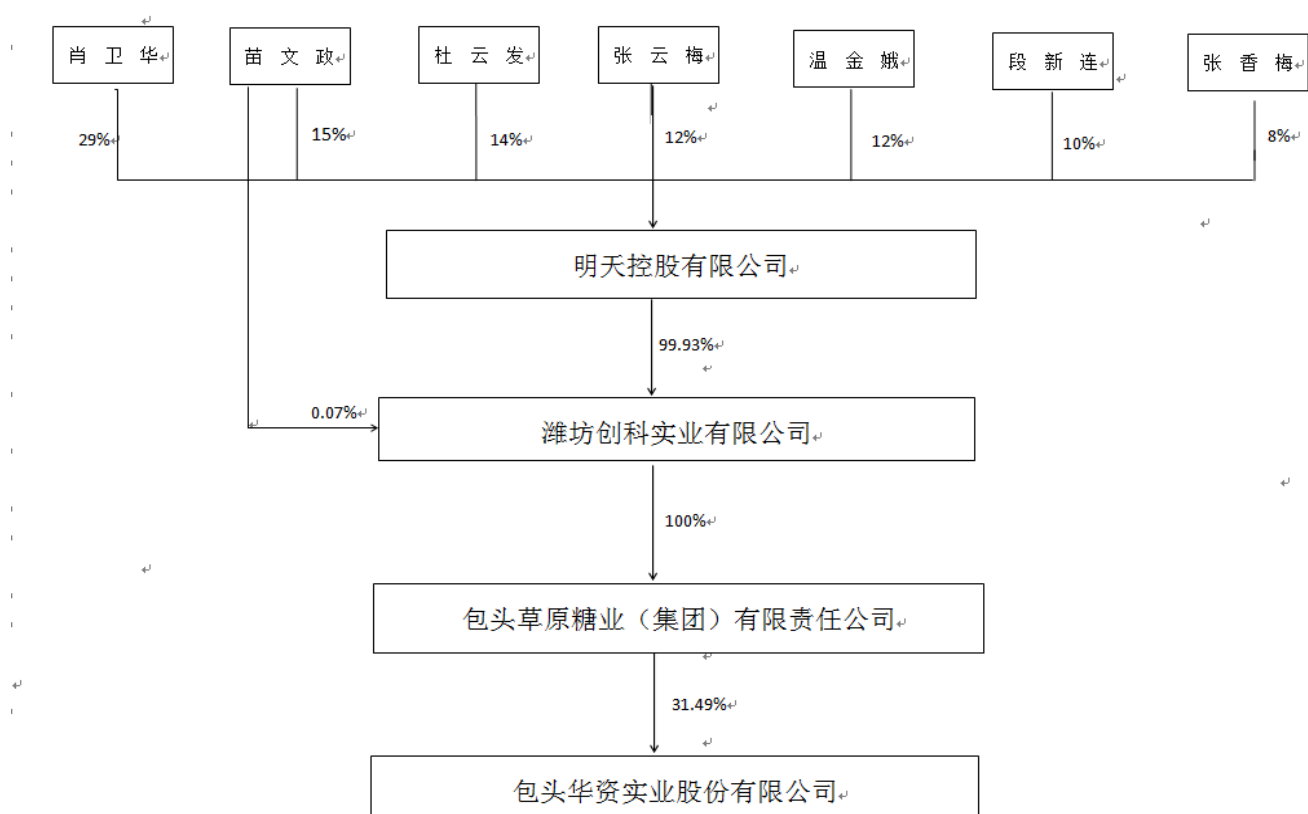 肖 卫 华
苗 文 政
杜 云 发
张 云 梅
温 金 娥
段 新 连
张 香 梅
29%
15%
14%
12%
12%
10%
8%
明天控股有限公司
99.93%
0.07%
潍坊创科实业有限公司
100%
包头草原糖业（集团）有限责任公司
31.49%
包头华资实业股份有限公司